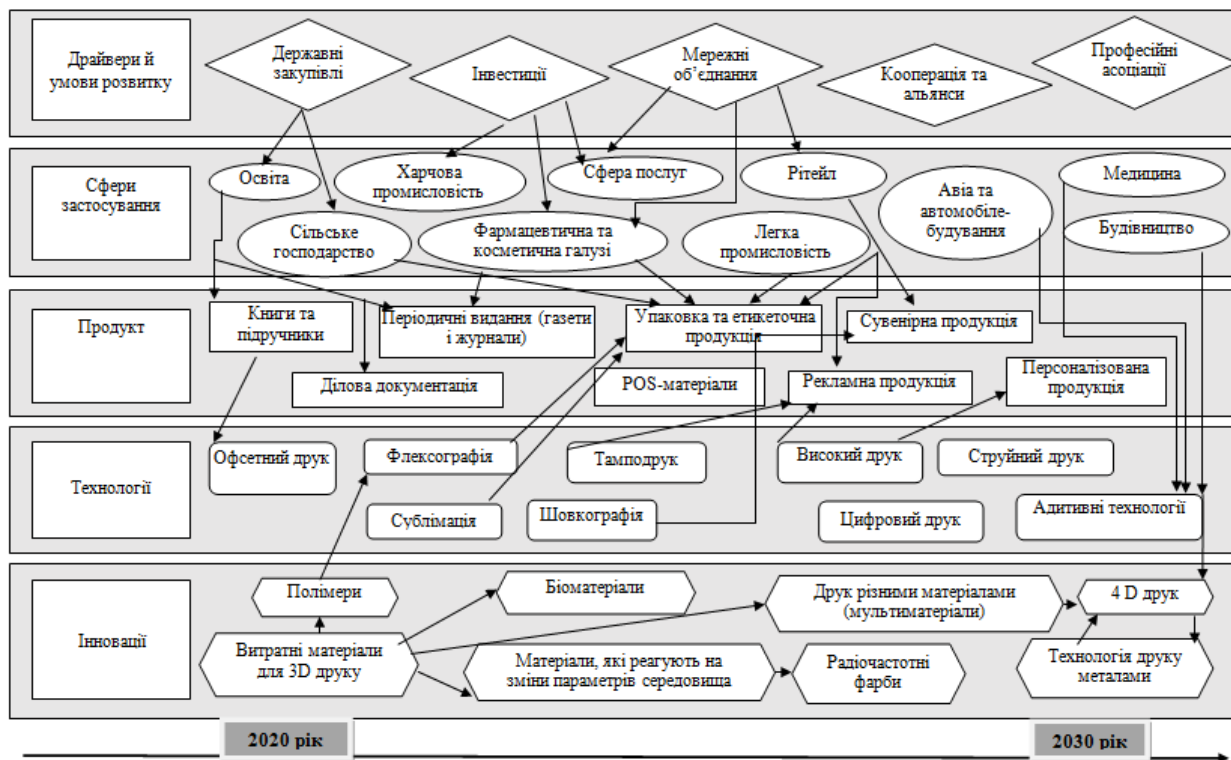 Драйвери й
умови розвитку
Державні
закупівлі
Інвестиції
Мережні
об’єднання
Кооперація та
альянси
Професійні
асоціації
Сфери
застосування
Освіта
Харчова
промисловість
Сфера послуг
Рітейл
Авіа та
автомобіле-
будування
Медицина
Сільське
господарство
Фармацевтична та
косметична галузі
Легка
промисловість
Будівництво
Продукт
Книги та
підручники
Періодичні видання (газети
і журнали)
Упаковка та етикеточна
продукція
Сувенірна продукція
Ділова документація
POS-матеріали
Рекламна продукція
Персоналізована
продукція
Технології
Офсетний друк
Флексографія
Тамподрук
Високий друк
Струйний друк
Сублімація
Шовкографія
Цифровий друк
Адитивні технології
Інновації
Полімери
Біоматеріали
Друк різними матеріалами
(мультиматеріали)
4 D друк
Витратні матеріали
для 3D друку
Матеріали, які реагують на
зміни параметрів середовища
Радіочастотні
фарби
Технологія друку
металами
2020 рік
2030 рік